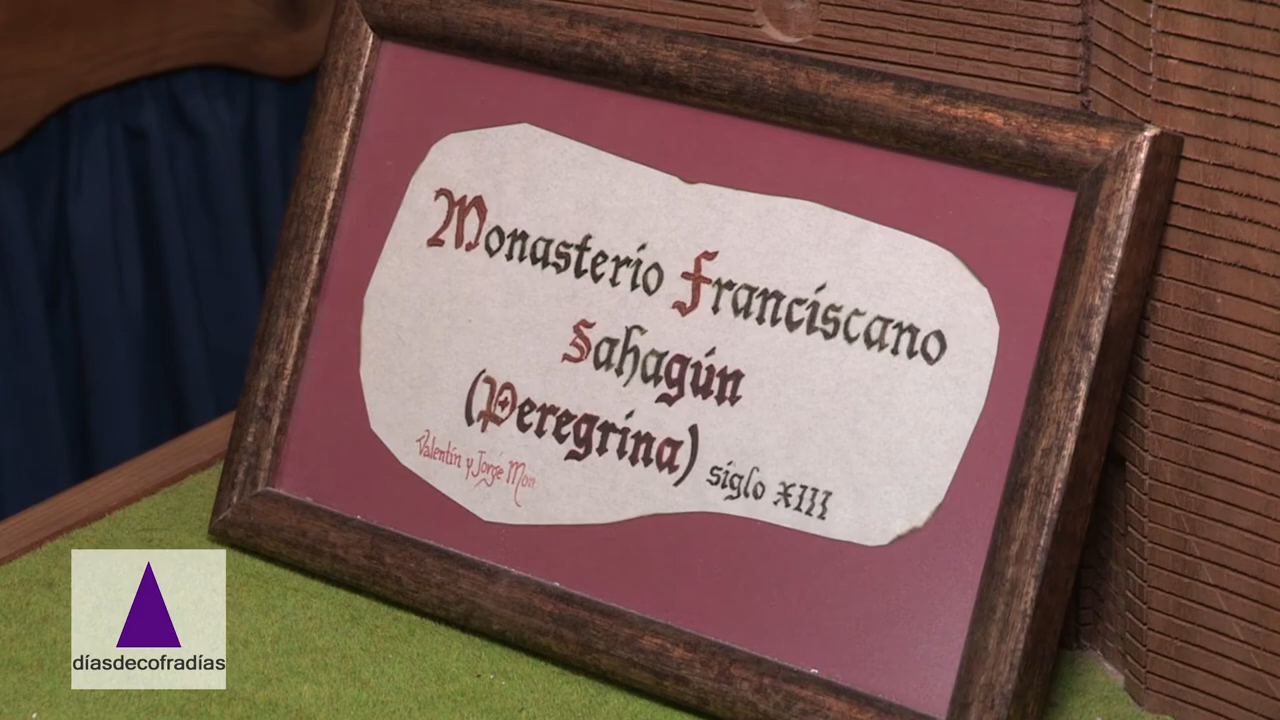 Monasterio Franciscano
Sahagún
(Peregrina)
siglo XIII
Valentín y Jorge Mon
díasdecofradías